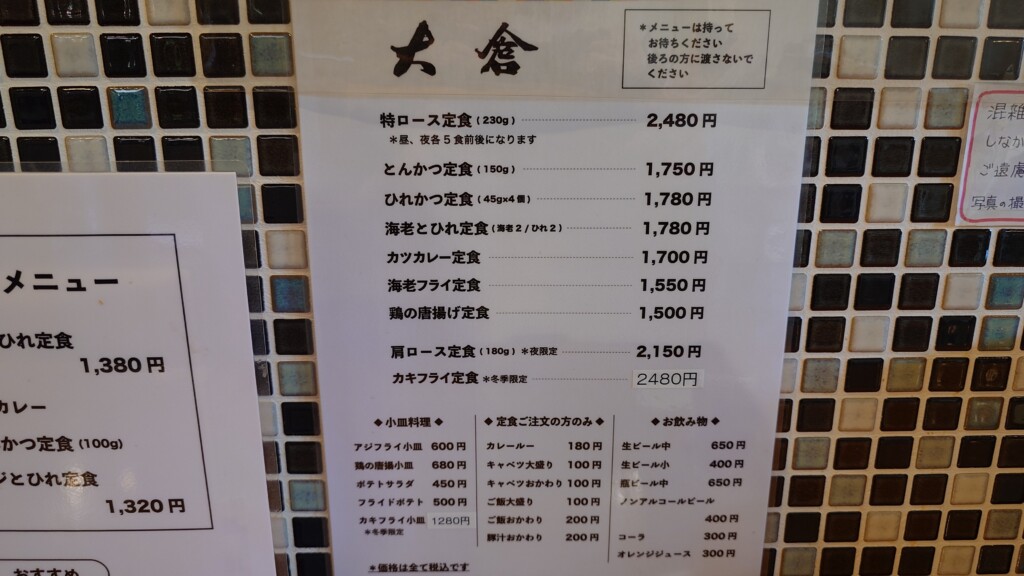 大倉
＊メニューは持って
お待ちください
後ろの方に渡さないで
ください
特ロース定食(230g) 2,480円
＊昼、夜各5食前後になります
とんかつ定食(150g) 1,750円
ひれかつ定食(45gx4個) 1,780円
海老とひれ定食(海老2/ひれ2) 1,780円
カツカレー定食 1,700円
海老フライ定食 1,550円
鶏の唐揚げ定食 1,500円
肩ロース定食(180g)＊夜限定 2,150円
カキフライ定食＊冬季限定 2480円
◆小皿料理◆
アジフライ小皿 600円
鶏の唐揚小皿 680円
ポテトサラダ 450円
フライドポテト 500円
カキフライ小皿 1280円
＊冬季限定
◆定食ご注文の方のみ◆
カレールー 180円
キャベツ大盛り 100円
キャベツおかわり 300円
ご飯大盛り 100円
ご飯おかわり 200円
豚汁おかわり 200円
◆お飲み物◆
生ビール中 650円
生ビール小 400円
瓶ビール中 650円
ノンアルコールビール
400円
コーラ 300円
オレンジジュース 300円
＊価格は全て税込です
メニュー
ひれ定食
1,380円
カレー
かつ定食(100g)
ジとひれ定食
1,320円
おすすめ
混雑
しなが
ご遠慮
写真の撮